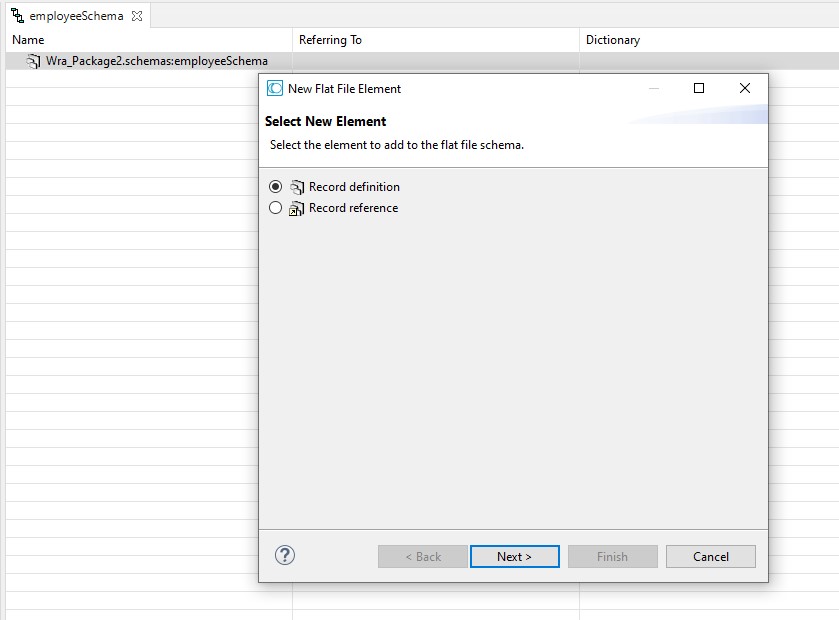 employeeSchema
Name Referring To Dictionary
Wra_Package2.schemas:employeeSchema
New Flat File Element
Select New Element
Select the element to add to the flat file schema.
Record definition
Record reference
? < Back Next > Finish Cancel